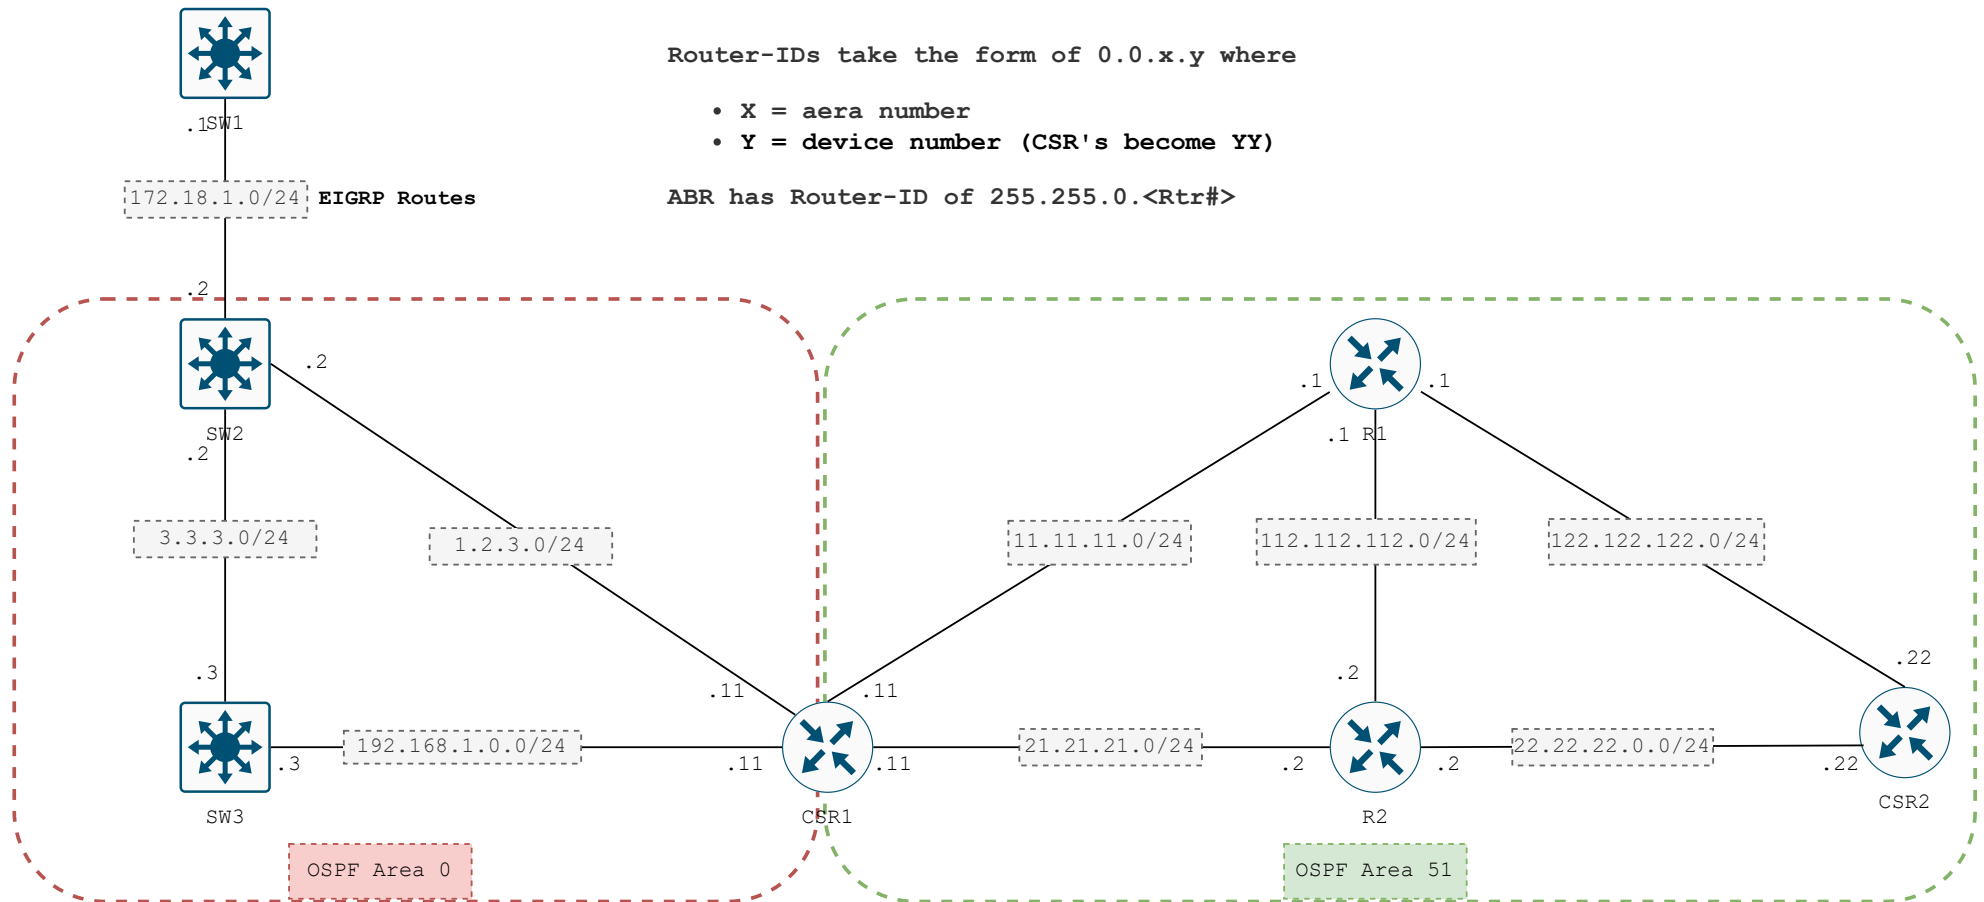 Router-IDs take the form of 0.0.x.y where
• X = aera number
• Y = device number (CSR's become YY)
ABR has Router-ID of 255.255.0.<Rtr#>
.1
SW1
172.18.1.0/24
EIGRP Routes
.2
.2
SW2
.2
.1
.1
.1
R1
3.3.3.0/24
1.2.3.0/24
11.11.11.0/24
112.112.112.0/24
122.122.122.0/24
.3
.11
.11
.2
.22
192.168.1.0.0/24
21.21.21.0/24
22.22.22.0.0/24
.3
.11
.11
.2
.2
.22
SW3
CSR1
R2
CSR2
OSPF Area 0
OSPF Area 51